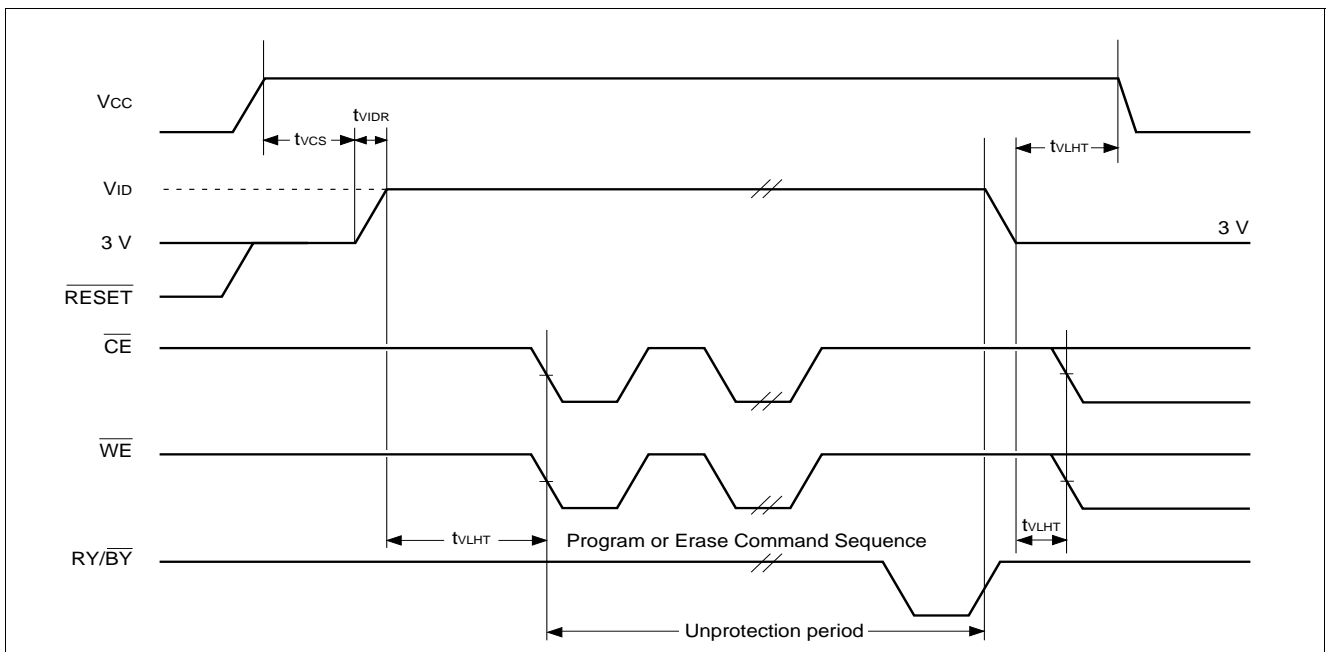 VCC
tVIDR
tVCS
tVLHT
VID
3 V
3 V
RESET
CE
WE
tVLHT
Program or Erase Command Sequence
tVLHT
RY/BY
Unprotection period